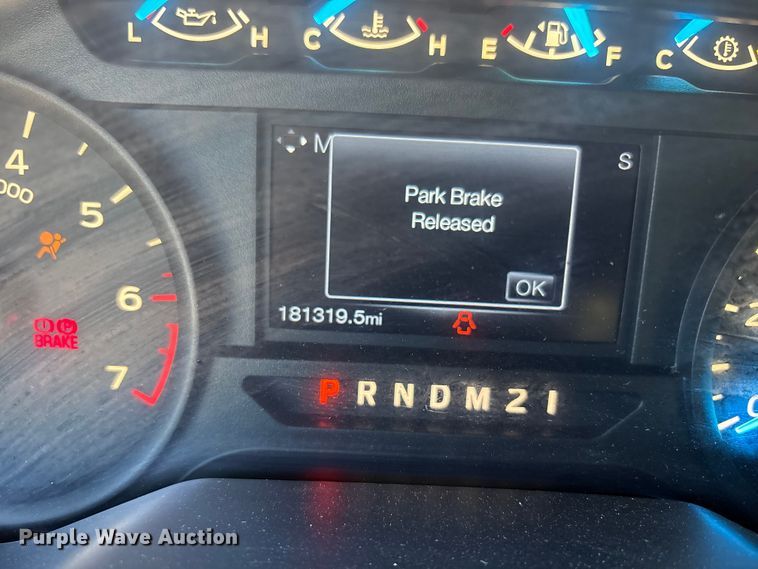 L H C H E F C
4
000
5
6
7
M S
Park Brake
Released
OK
181319.5mi
BRAKE
P R N D M 2 1
Purple Wave Auction